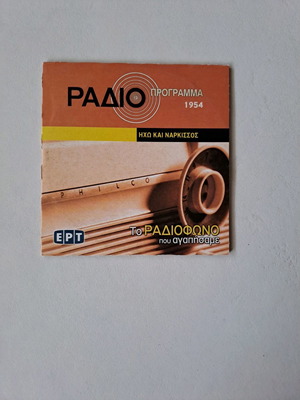 ΡΑΔΙΟ ΠΡΟΓΡΑΜΜΑ
1954
ΗΧΩ ΚΑΙ ΝΑΡΚΙΣΣΟΣ
PHILCO
Το ΡΑΔΙΟΦΩΝΟ
που αγαπήσαμε
ΕΡΤ